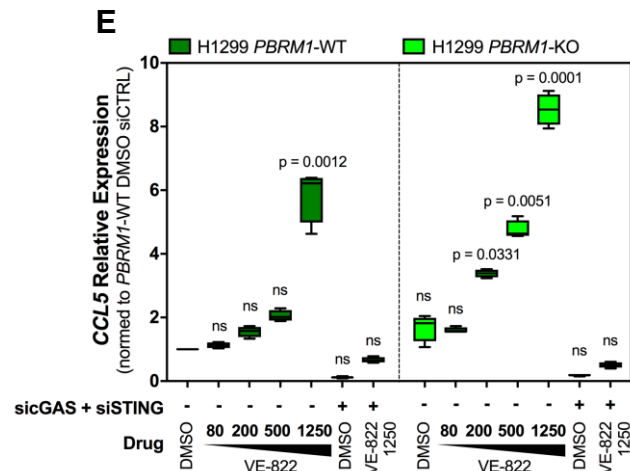 E
H1299 PBRM1-WT H1299 PBRM1-KO
CCL5 Relative Expression
(normed to PBRM1-WT DMSO siCTRL)
10
8
6
4
2
0
ns ns ns p = 0.0012 ns ns
ns ns p = 0.0331 p = 0.0051 p = 0.0001 ns ns
sicGAS + siSTING - - - - - + + - - - - - + +
Drug DMSO 80 200 500 1250 DMSO VE-822 1250 DMSO 80 200 500 1250 DMSO VE-822 1250
VE-822 VE-822